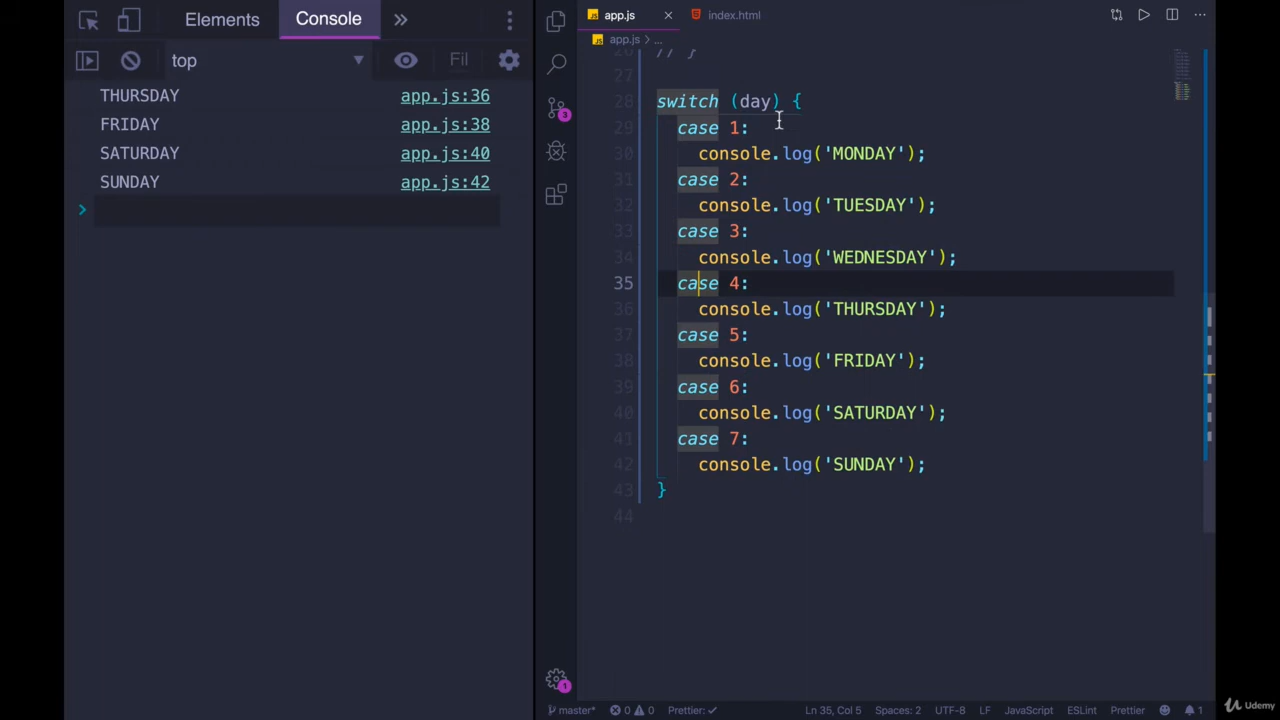 Elements Console »
top Fil
THURSDAY app.js:36
FRIDAY app.js:38
SATURDAY app.js:40
SUNDAY app.js:42
>
3
1
app.js × index.html
app.js > ...
26 // }
27
28 switch (day) {
29 case 1:
30 console.log('MONDAY');
31 case 2:
32 console.log('TUESDAY');
33 case 3:
34 console.log('WEDNESDAY');
35 case 4:
36 console.log('THURSDAY');
37 case 5:
38 console.log('FRIDAY');
39 case 6:
40 console.log('SATURDAY');
41 case 7:
42 console.log('SUNDAY');
43 }
44
master* 0 0 Prettier: ✓ Ln 35, Col 5 Spaces: 2 UTF-8 LF JavaScript ESLint Prettier 1
Udemy